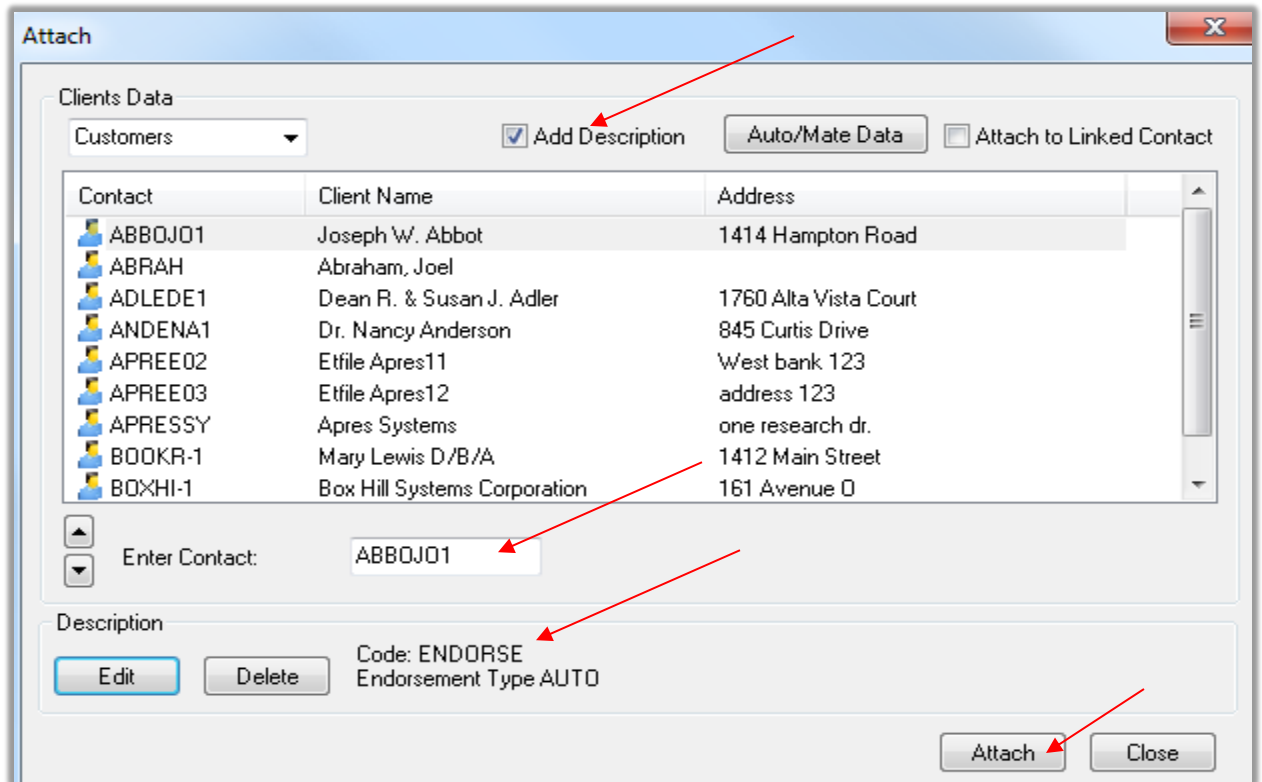 Attach
Clients Data
Customers Add Description Auto/Mate Data Attach to Linked Contact
Contact Client Name Address
ABBOJO1 Joseph W. Abbot 1414 Hampton Road
ABRAH Abraham, Joel
ADLEDE1 Dean R. & Susan J. Adler 1760 Alta Vista Court
ANDENA1 Dr. Nancy Anderson 845 Curtis Drive
APREE02 Etfile Apres11 West bank 123
APREE03 Etfile Apres12 address 123
APRESSY Apres Systems one research dr.
BOOKR-1 Mary Lewis D/B/A 1412 Main Street
BOXHI-1 Box Hill Systems Corporation 161 Avenue O
Enter Contact: ABBOJO1
Description
Edit Delete Code: ENDORSE
Endorsement Type AUTO
Attach Close